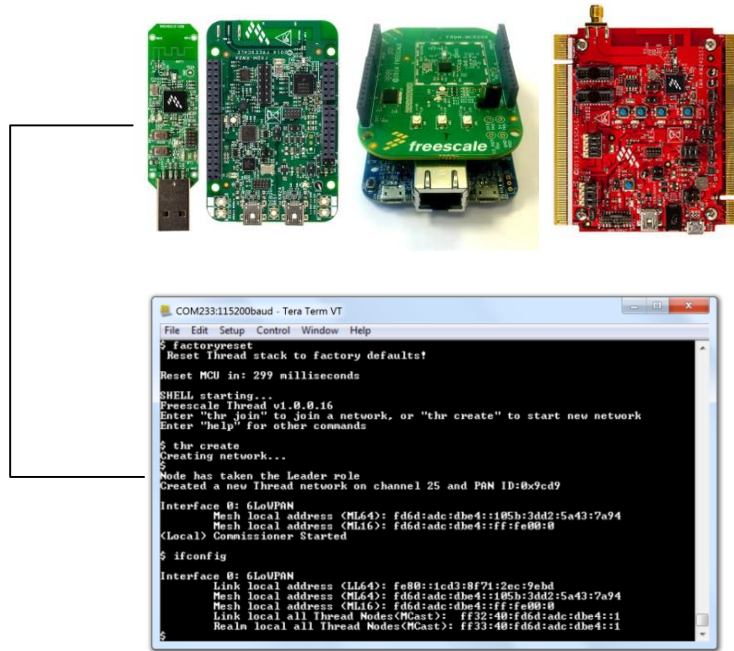 freescale
COM233:115200baud - Tera Term VT
File Edit Setup Control Window Help
$ factoryreset
Reset Thread stack to factory defaults!
Reset MCU in: 299 milliseconds
SHELL starting...
Freescale Thread v1.0.0.16
Enter "thr join" to join a network, or "thr create" to start new network
Enter "help" for other commands
$ thr create
Creating network...
$
Node has taken the Leader role
Created a new Thread network on channel 25 and PAN ID:0x9cd9
Interface 0: 6LoWPAN
Mesh local address (ML64): fd6d:adc:dbe4::105b:3dd2:5a43:7a94
Mesh local address (ML16): fd6d:adc:dbe4::ff:fe00:0
(Local) Commissioner Started
$ ifconfig
Interface 0: 6LoWPAN
Link local address (LL64): fe80::1cd3:8f71:2ec:9ebd
Mesh local address (ML64): fd6d:adc:dbe4::105b:3dd2:5a43:7a94
Mesh local address (ML16): fd6d:adc:dbe4::ff:fe00:0
Link local all Thread Nodes(MCast): ff32:40:fd6d:adc:dbe4::1
Realm local all Thread Nodes(MCast): ff33:40:fd6d:adc:dbe4::1
$